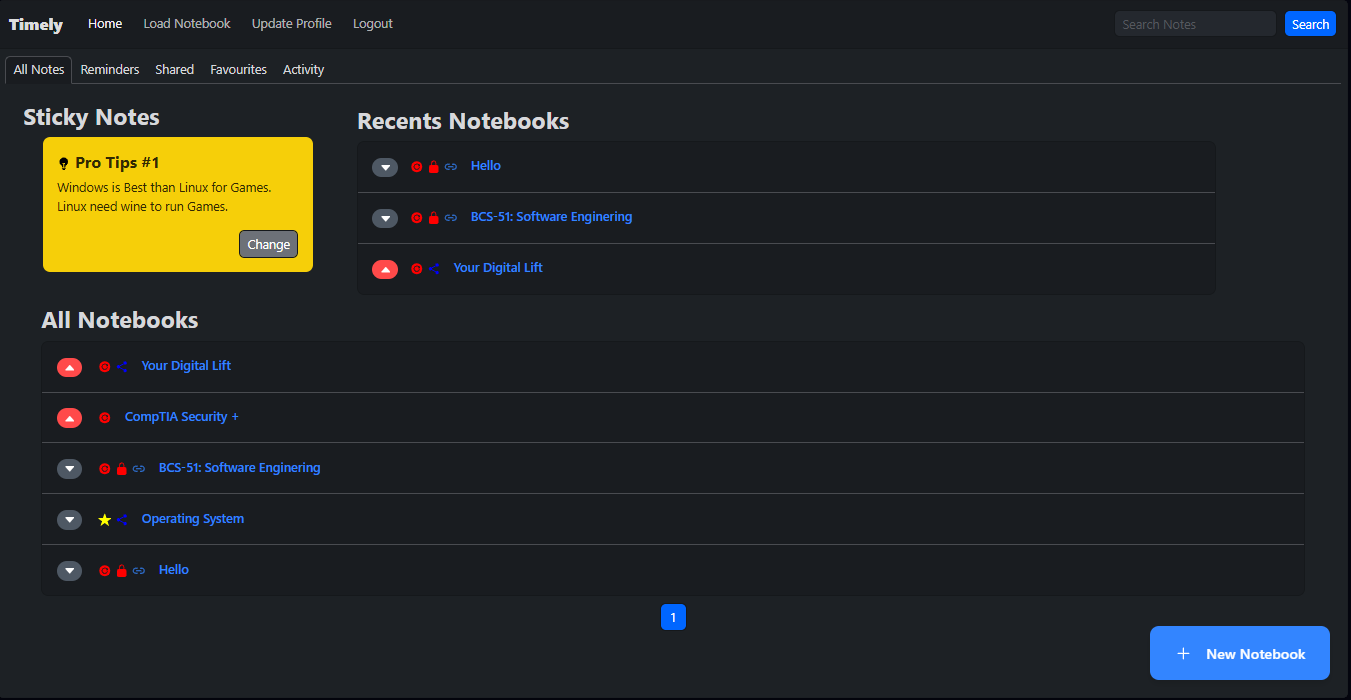 Timely Home Load Notebook Update Profile Logout Search Notes Search
All Notes Reminders Shared Favourites Activity
Sticky Notes
Pro Tips #1
Windows is Best than Linux for Games.
Linux need wine to run Games.
Change
Recents Notebooks
Hello
BCS-51: Software Enginering
Your Digital Lift
All Notebooks
Your Digital Lift
CompTIA Security +
BCS-51: Software Enginering
Operating System
Hello
1
+ New Notebook